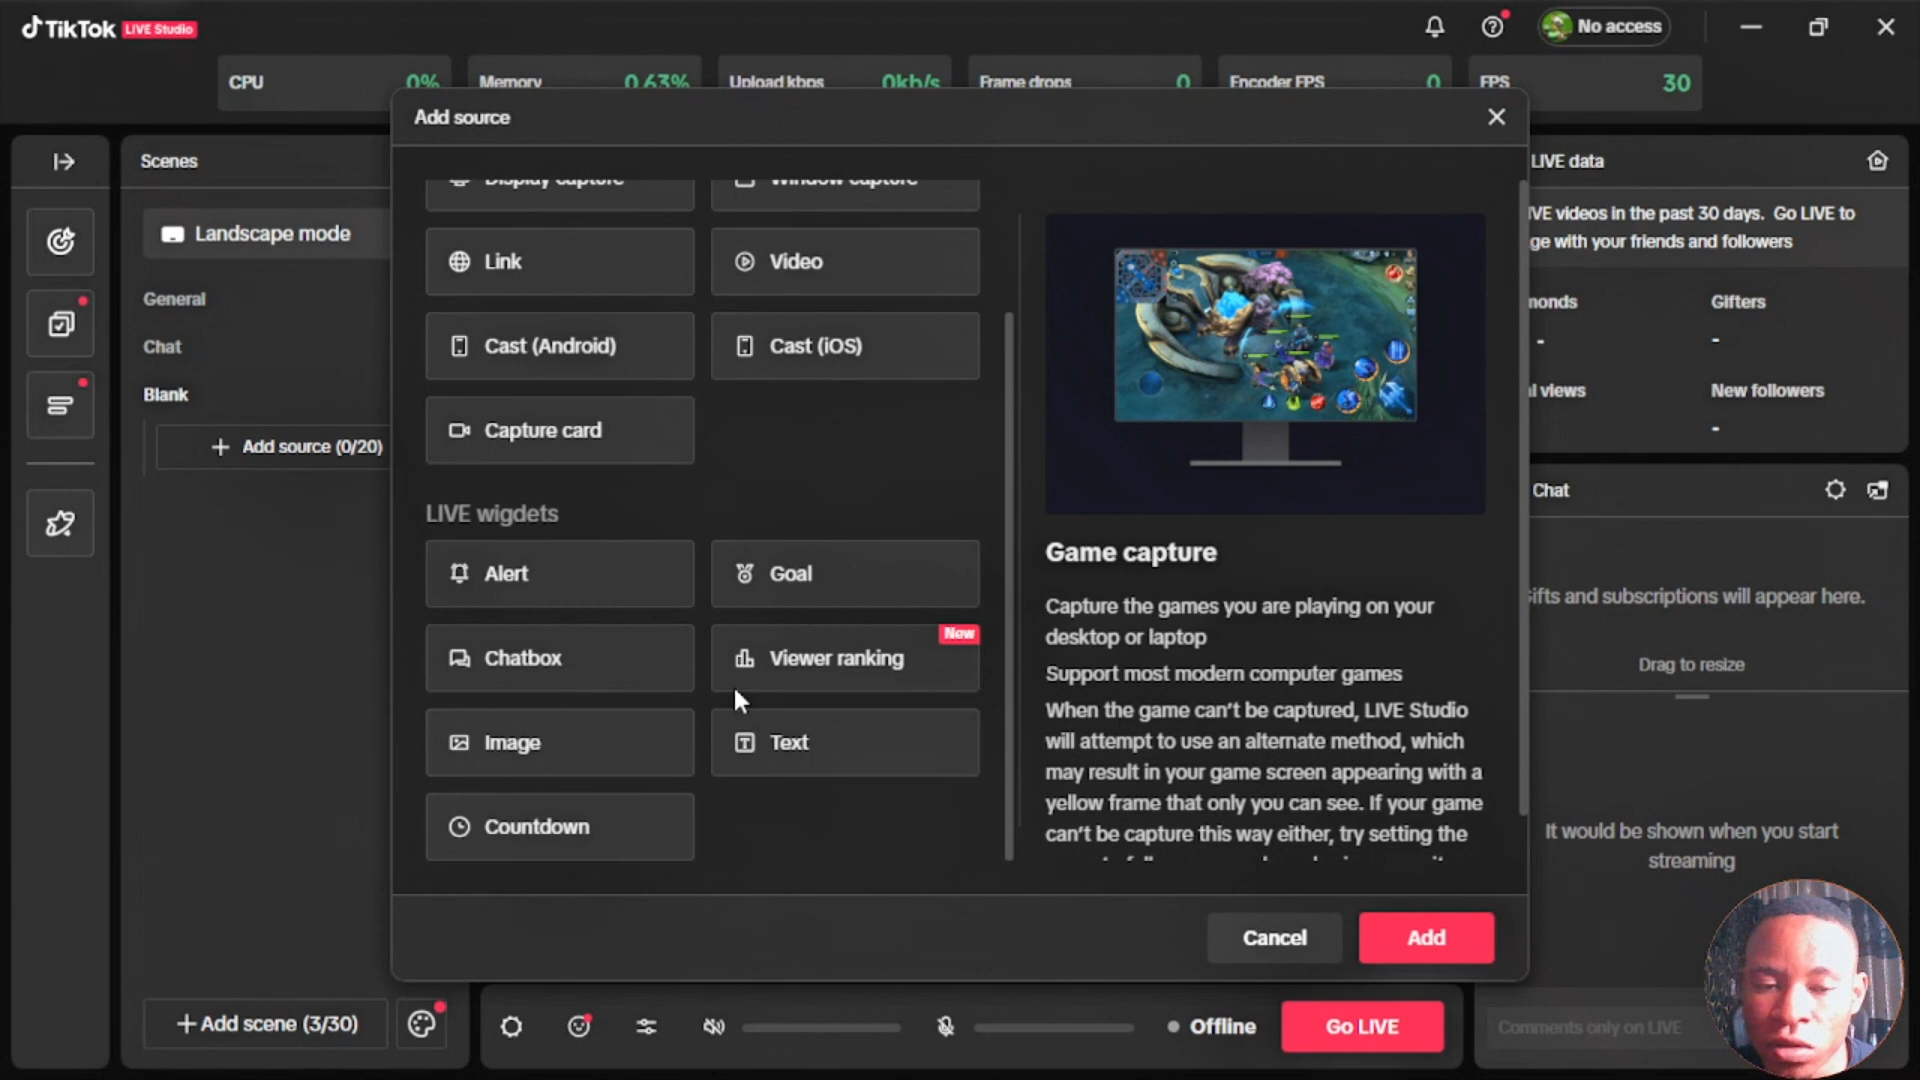 TikTok LIVE Studio
No access
CPU 0%
Memory 0.63%
Upload kbps 0kb/s
Frame drops 0
Encoder FPS 0
FPS 30
Add source
Scenes
Landscape mode
General
Chat
Blank
+ Add source (0/20)
Display capture
Window capture
Link
Video
Cast (Android)
Cast (iOS)
Capture card
LIVE wigdets
Alert
Goal
Chatbox
Viewer ranking
New
Image
Text
Countdown
Game capture
Capture the games you are playing on your
desktop or laptop
Support most modern computer games
When the game can't be captured, LIVE Studio
will attempt to use an alternate method, which
may result in your game screen appearing with a
yellow frame that only you can see. If your game
can't be capture this way either, try setting the
Cancel
Add
LIVE data
videos in the past 30 days. Go LIVE to
with your friends and followers
Gifters
-
-
views
New followers
-
Chat
and subscriptions will appear here.
Drag to resize
It would be shown when you start
streaming
+ Add scene (3/30)
Offline
Go LIVE
Comments only on LIVE